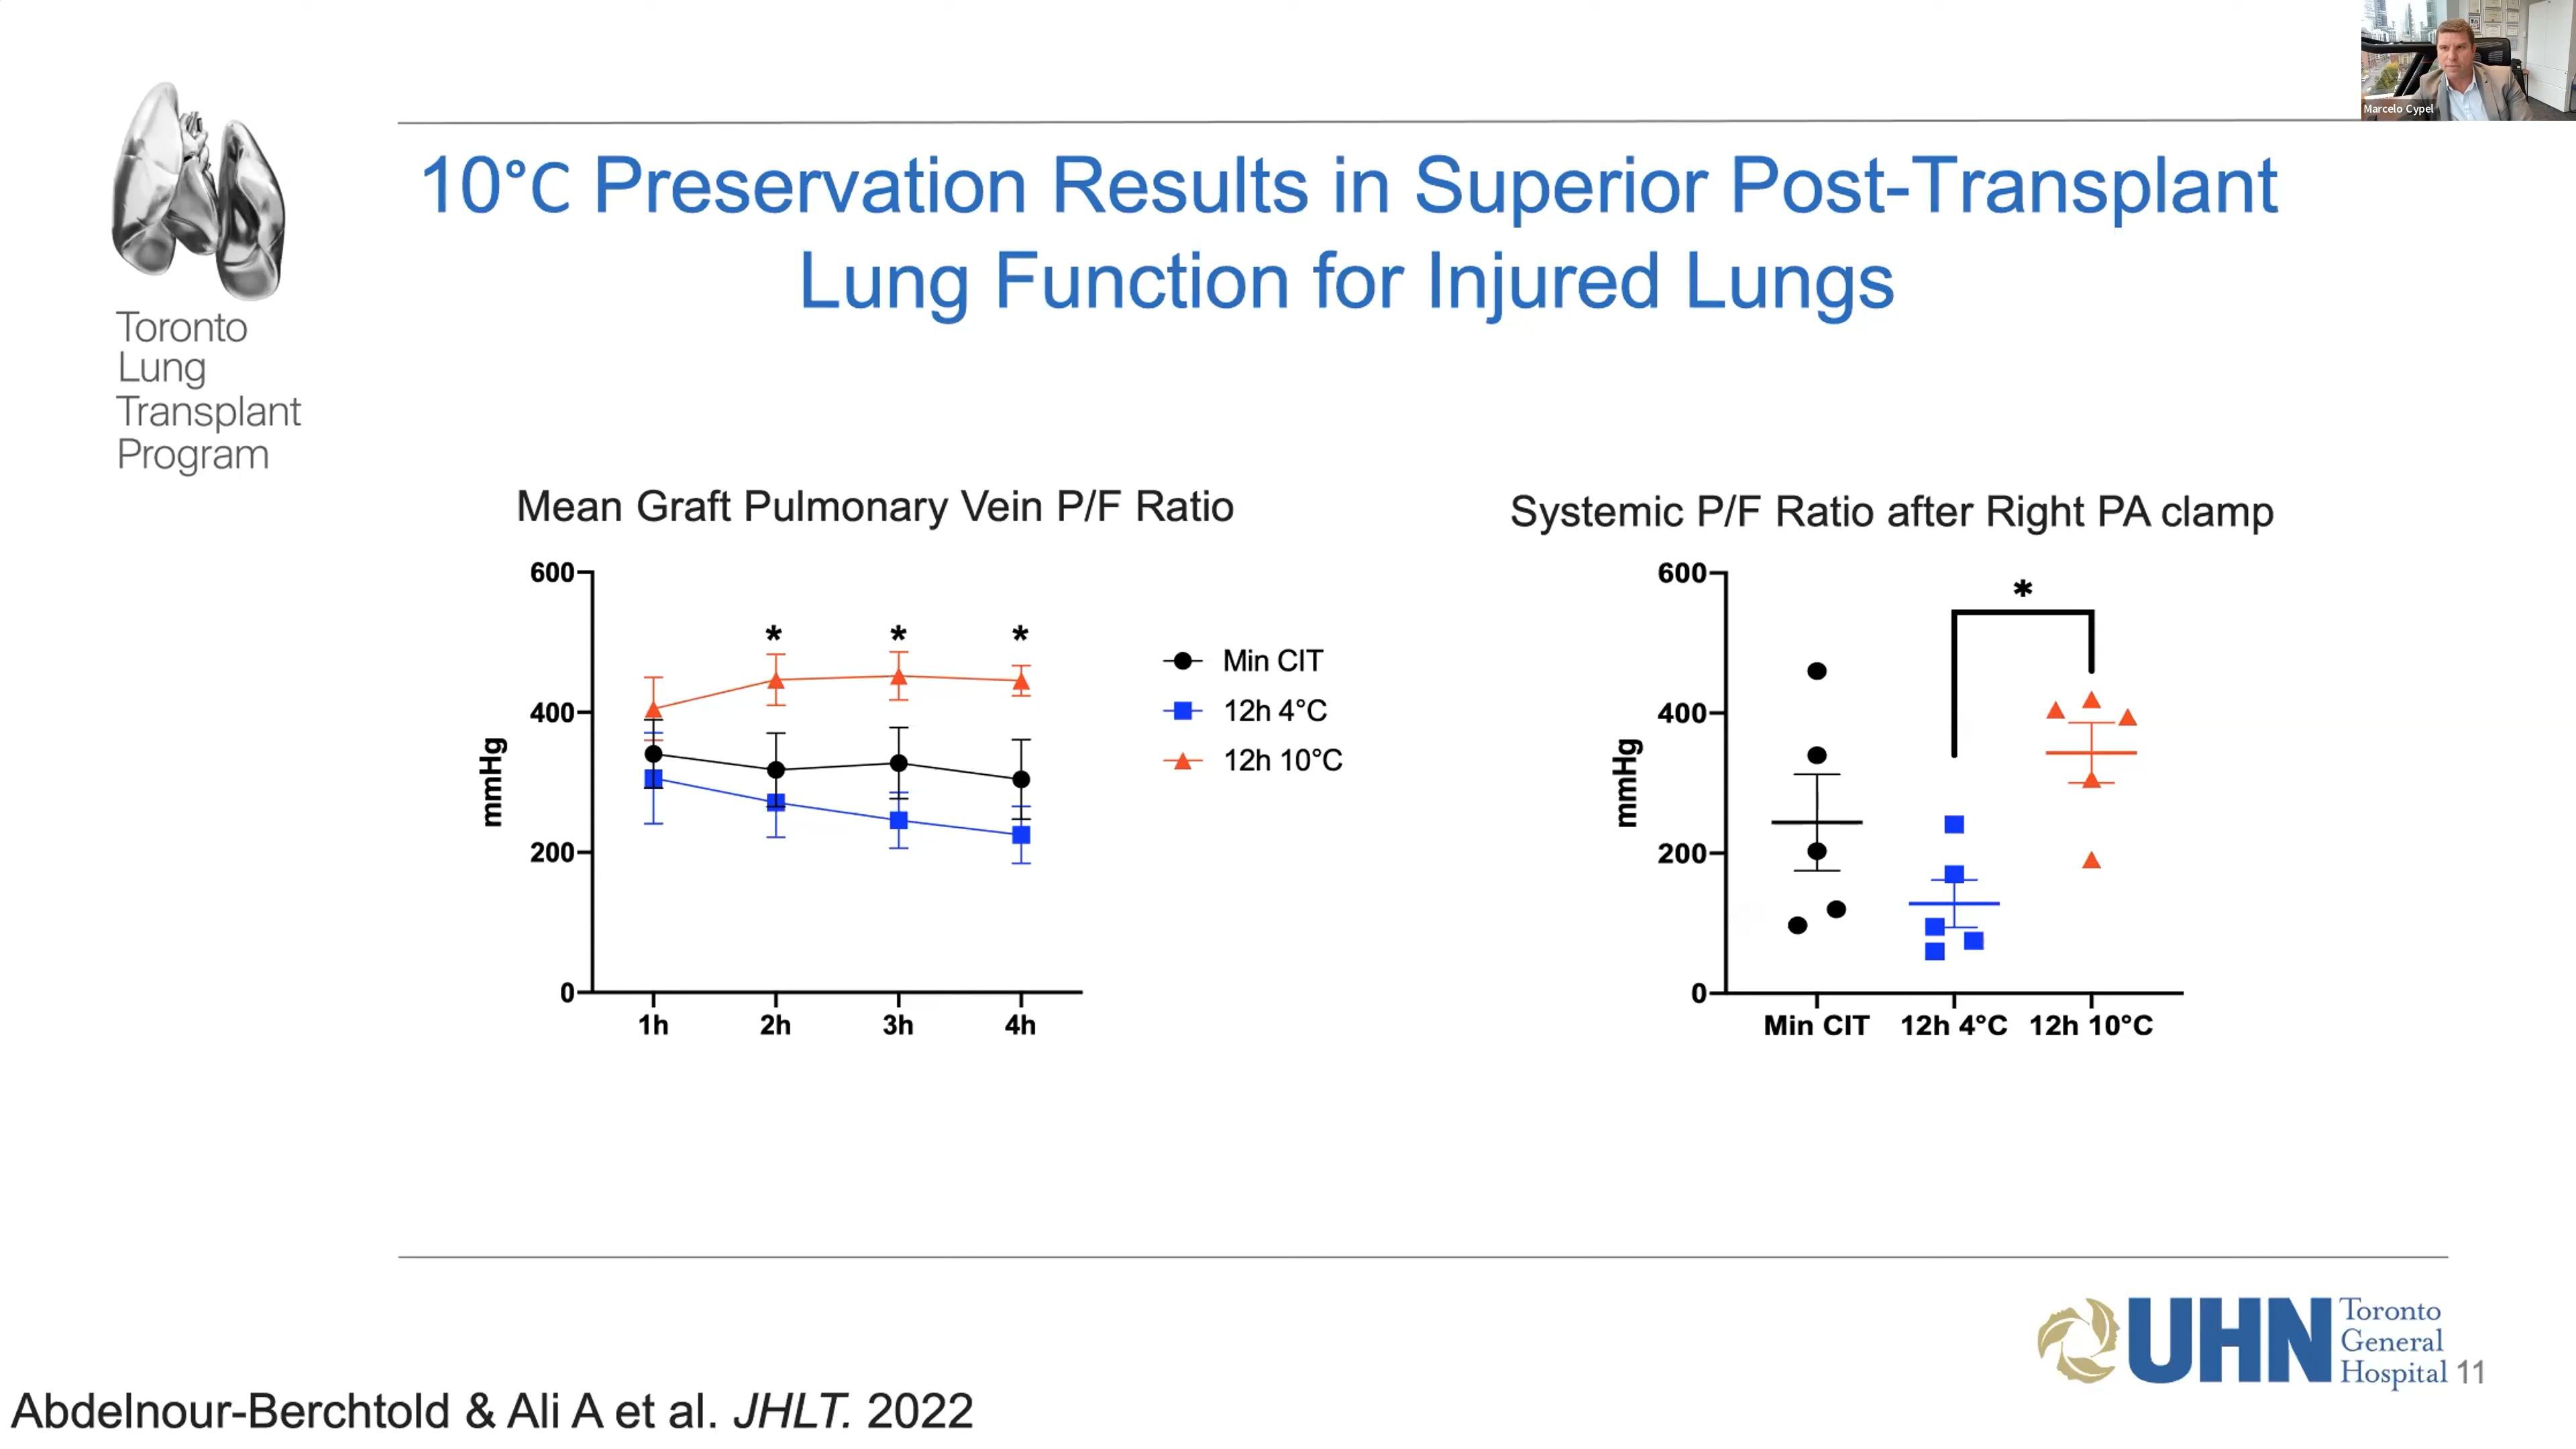 Marcelo Cypel
10°C Preservation Results in Superior Post-Transplant
Lung Function for Injured Lungs
Toronto
Lung
Transplant
Program
Mean Graft Pulmonary Vein P/F Ratio
600
400
200
0
mmHg
* * *
1h 2h 3h 4h
Min CIT
12h 4°C
12h 10°C
Systemic P/F Ratio after Right PA clamp
600
400
200
0
mmHg
*
Min CIT 12h 4°C 12h 10°C
UHN
Toronto
General
Hospital
11
Abdelnour-Berchtold & Ali A et al. JHLT. 2022